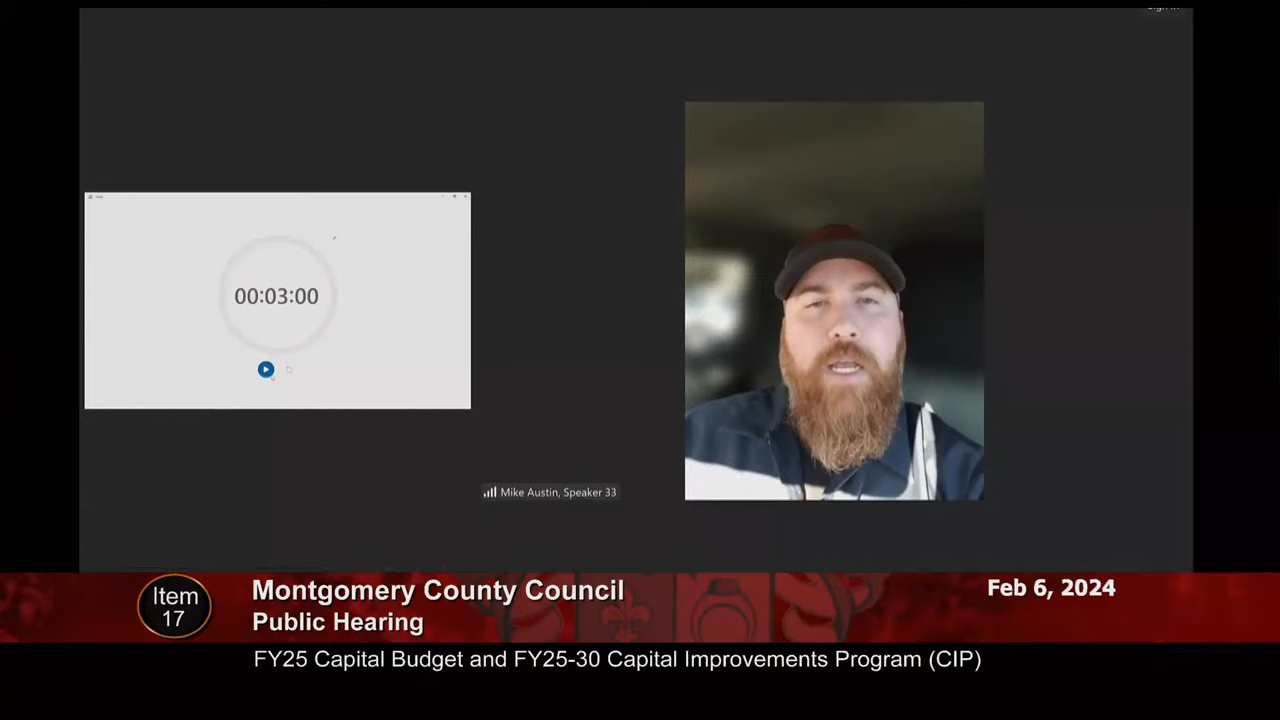 00:03:00
Mike Austin, Speaker 33
Item
17
Montgomery County Council
Public Hearing
Feb 6, 2024
FY25 Capital Budget and FY25-30 Capital Improvements Program (CIP)